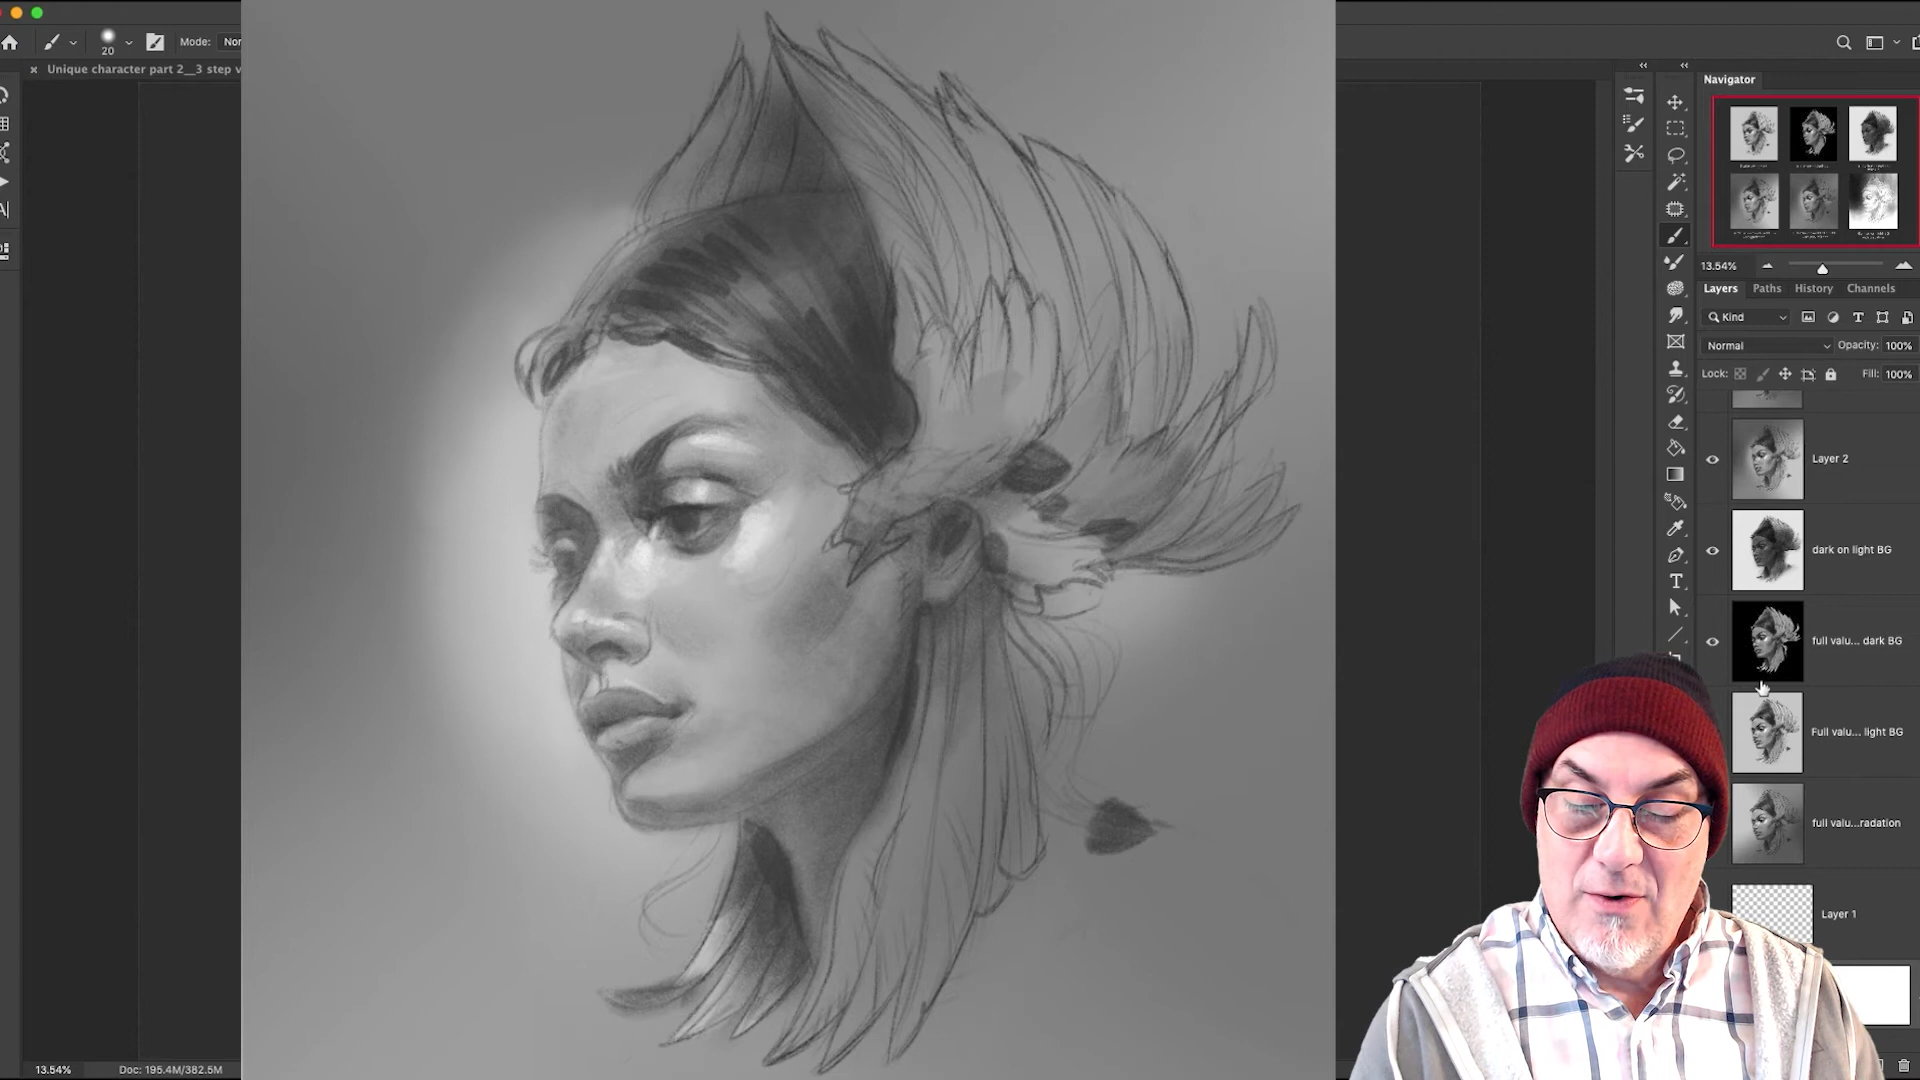 20
Mode:
Nor
× Unique character part 2__3 step v
Navigator
13.54%
Layers Paths History Channels
Kind
Normal
Opacity: 100%
Lock:
Fill: 100%
Layer 2
dark on light BG
full valu... dark BG
Full valu... light BG
full valu...radation
Layer 1
13.54%
Doc: 195.4M/382.5M